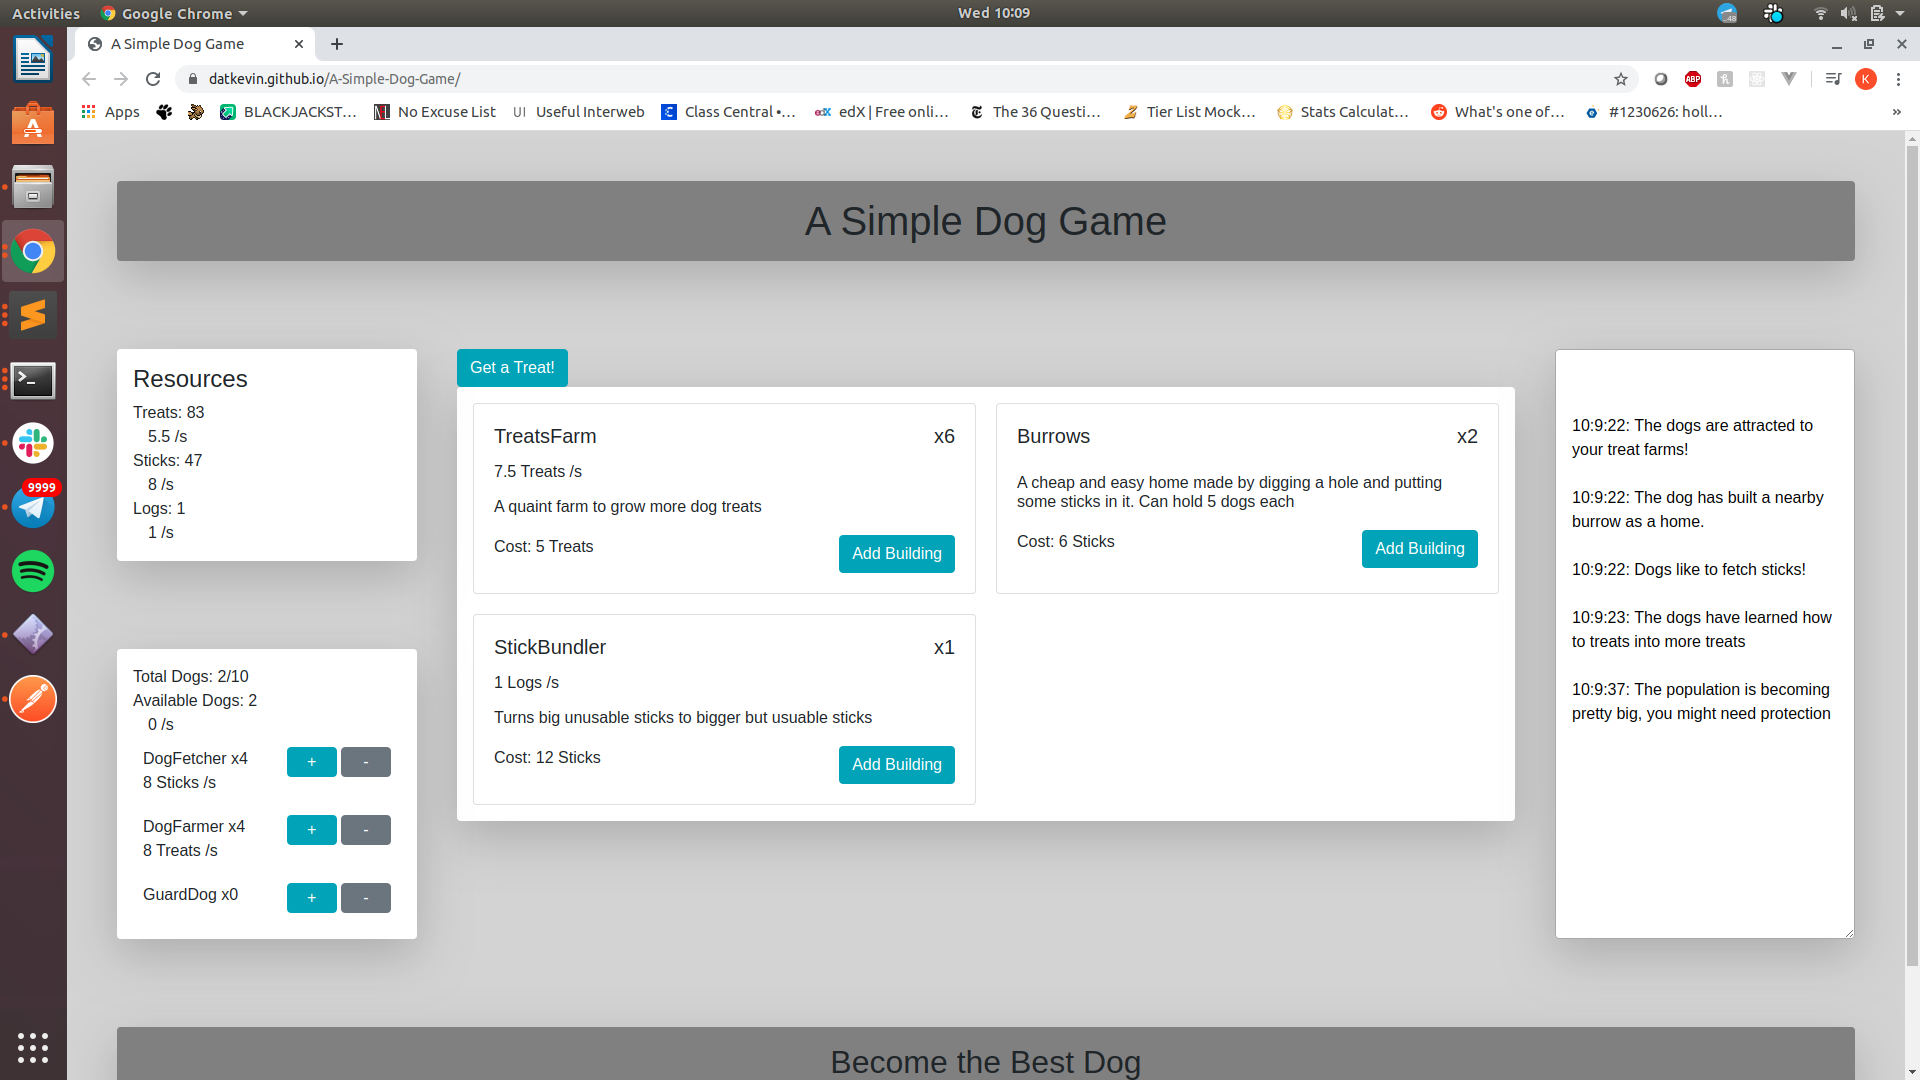 Activities Google Chrome Wed 10:09
48
A Simple Dog Game
datkevin.github.io/A-Simple-Dog-Game/
ABP K
Apps BLACKJACKST… No Excuse List UI Useful Interweb Class Central •… edX | Free onli… The 36 Questi… Tier List Mock… Stats Calculat… What's one of… #1230626: holl… »
9999
A Simple Dog Game
Resources
Treats: 83
5.5 /s
Sticks: 47
8 /s
Logs: 1
1 /s
Total Dogs: 2/10
Available Dogs: 2
0 /s
DogFetcher x4 + -
8 Sticks /s
DogFarmer x4 + -
8 Treats /s
GuardDog x0 + -
Get a Treat!
TreatsFarm x6
7.5 Treats /s
A quaint farm to grow more dog treats
Cost: 5 Treats Add Building
Burrows x2
A cheap and easy home made by digging a hole and putting
some sticks in it. Can hold 5 dogs each
Cost: 6 Sticks Add Building
StickBundler x1
1 Logs /s
Turns big unusable sticks to bigger but usuable sticks
Cost: 12 Sticks Add Building
10:9:22: The dogs are attracted to
your treat farms!
10:9:22: The dog has built a nearby
burrow as a home.
10:9:22: Dogs like to fetch sticks!
10:9:23: The dogs have learned how
to treats into more treats
10:9:37: The population is becoming
pretty big, you might need protection
Become the Best Dog